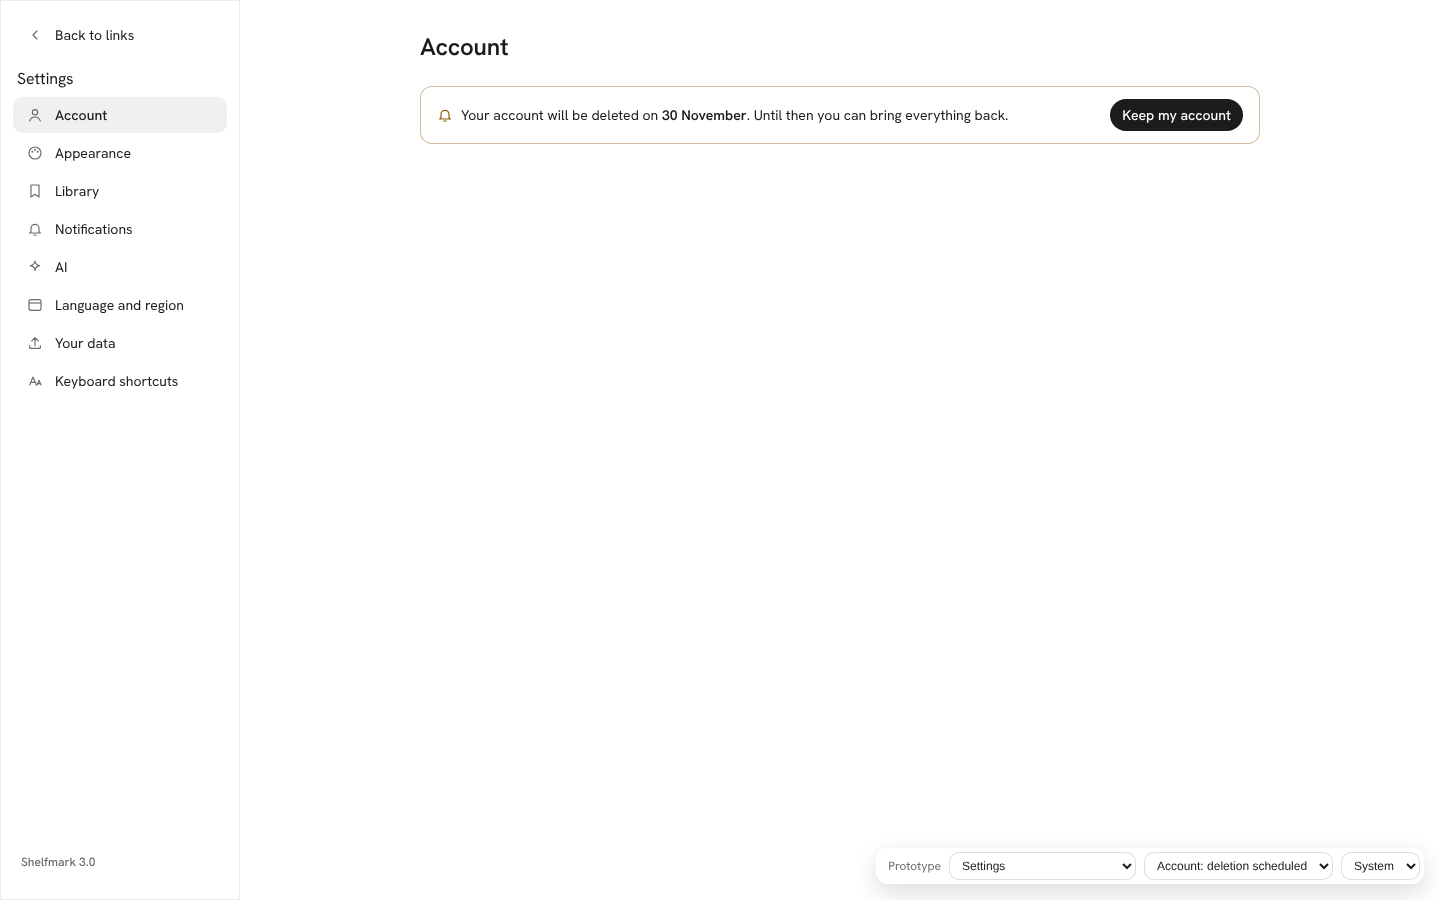 Back to links
Settings
Account
Appearance
Library
Notifications
AI
Language and region
Your data
Keyboard shortcuts
Shelfmark 3.0
Account
Your account will be deleted on 30 November. Until then you can bring everything back.
Keep my account
Prototype
Settings
Account: deletion scheduled
System